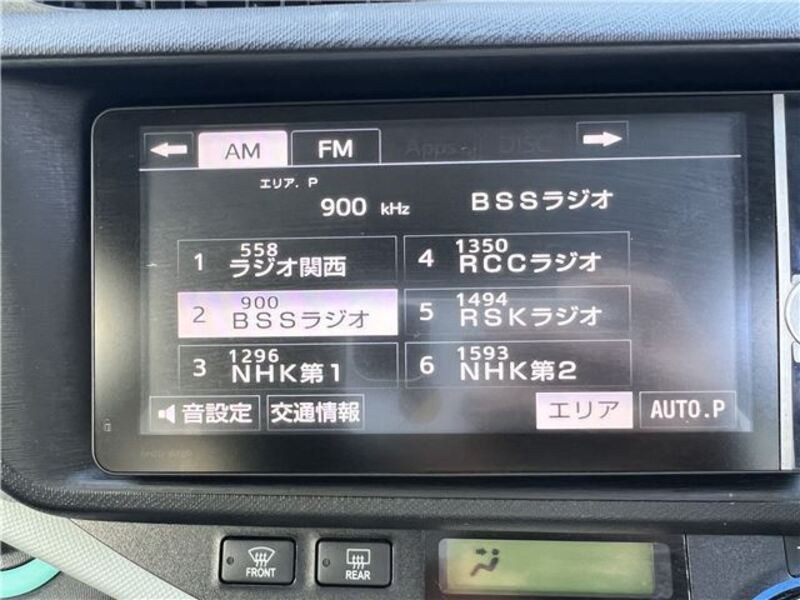 AM FM Apps DISC
エリア. P
900 kHz BSSラジオ
1 558 ラジオ関西
4 1350 RCCラジオ
2 900 BSSラジオ
5 1494 RSKラジオ
3 1296 NHK第1
6 1593 NHK第2
音設定 交通情報 エリア AUTO.P
FRONT REAR